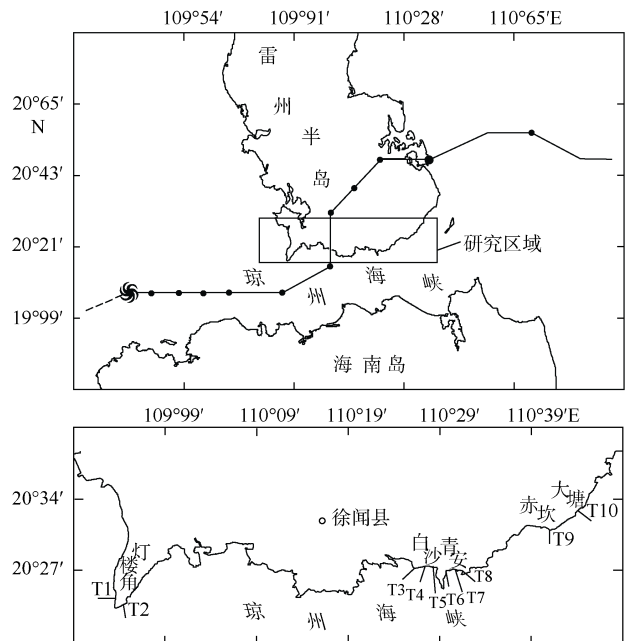 109°54′ 109°91′ 110°28′ 110°65′E
20°65′
N
20°43′
20°21′
19°99′
雷州半岛
研究区域
琼州海峡
海南岛
109°99′ 110°09′ 110°19′ 110°29′ 110°39′E
20°34′
20°27′
徐闻县
灯楼角
白沙
青安
赤坎
大塘
T1
T2
T3
T4
T5
T6
T7
T8
T9
T10
琼州海峡